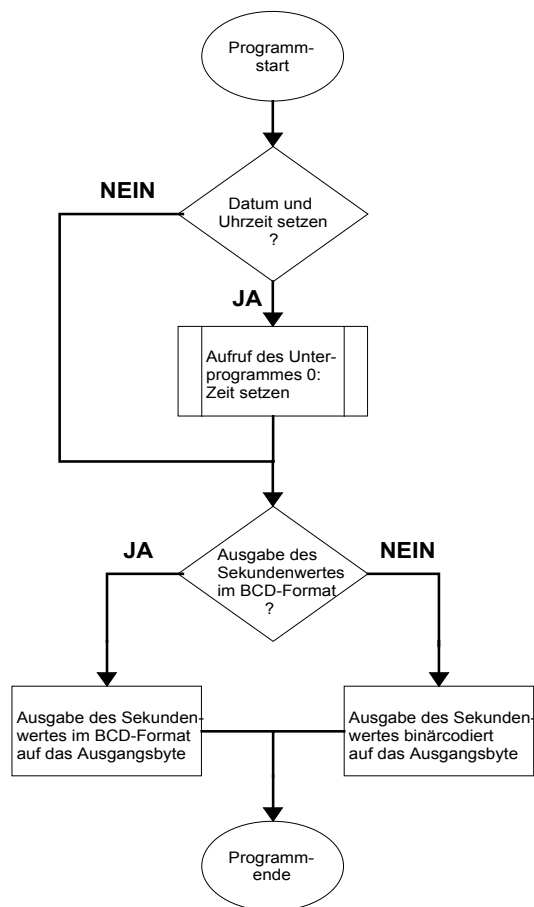 Programm-
start
NEIN
Datum und
Uhrzeit setzen
?
JA
Aufruf des Unter-
programmes 0:
Zeit setzen
JA
Ausgabe des
Sekundenwertes
im BCD-Format
?
NEIN
Ausgabe des Sekunden-
wertes im BCD-Format
auf das Ausgangsbyte
Ausgabe des Sekunden-
wertes binärcodiert
auf das Ausgangsbyte
Programm-
ende